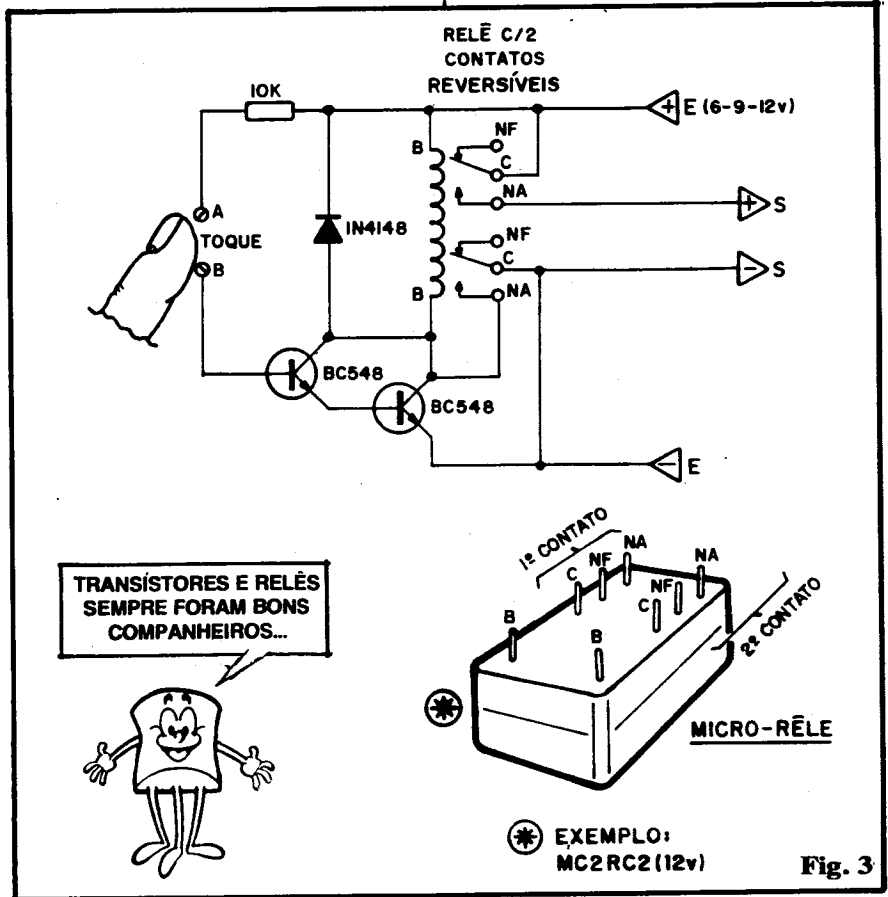 RELÊ C/2
CONTATOS
REVERSÍVEIS
10K
E (6-9-12v)
NF
B
C
NA
S
A
TOQUE
B
1N4148
NF
C
S
B
NA
BC548
BC548
E
1º CONTATO
NA
NA
NF
C
NF
C
B
B
2º CONTATO
TRANSÍSTORES E RELÊS
SEMPRE FORAM BONS
COMPANHEIROS...
MICRO-RÊLE
EXEMPLO:
MC2RC2(12v)
Fig. 3